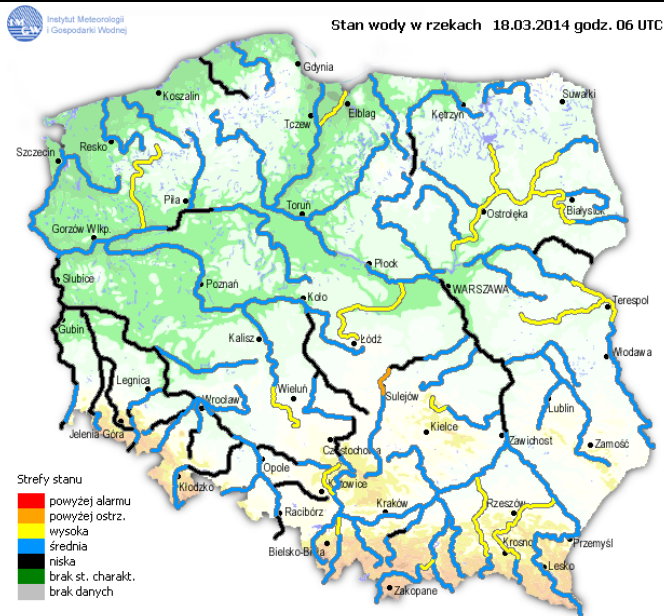 Instytut Meteorologii
i Gospodarki Wodnej
IM
GW
Stan wody w rzekach 18.03.2014 godz. 06 UTC
Gdynia
Koszalin
Suwałki
Elbląg
Kętrzyn
Tczew
Resko
Szczecin
Piła
Toruń
Białystok
Ostrołęka
Gorzów Wlkp.
Płock
Słubice
Poznań
Koło
WARSZAWA
Terespol
Gubin
Kalisz
Łódź
Włodawa
Legnica
Wieluń
Sulejów
Wrocław
Lublin
Jelenia Góra
Kielce
Zawichost
Zamość
Częstochowa
Opole
Kłodzko
Katowice
Raciborz
Kraków
Rzeszów
Bielsko-Biała
Krosno
Przemyśl
Lesko
Zakopane
Strefy stanu
powyżej alarmu
powyżej ostrz.
wysoka
średnia
niska
brak st. charakt.
brak danych